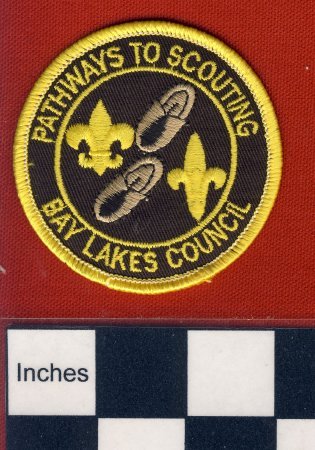 PATHWAYS TO SCOUTING
BAY LAKES COUNCIL
Inches